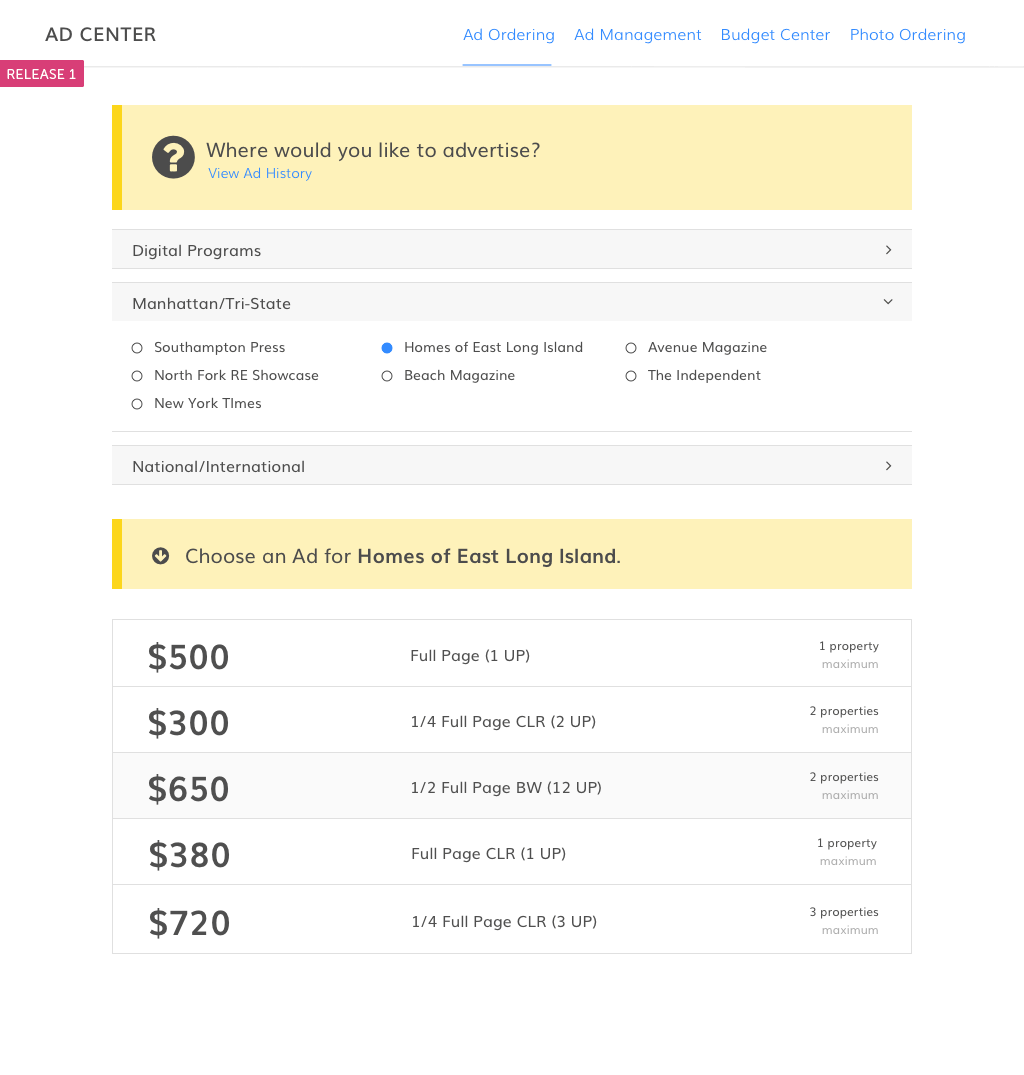 AD CENTER
Ad Ordering Ad Management Budget Center Photo Ordering
RELEASE 1
Where would you like to advertise?
View Ad History
Digital Programs
Manhattan/Tri-State
Southampton Press Homes of East Long Island Avenue Magazine
North Fork RE Showcase Beach Magazine The Independent
New York TImes
National/International
Choose an Ad for Homes of East Long Island.
$500 Full Page (1 UP) 1 property
maximum
$300 1/4 Full Page CLR (2 UP) 2 properties
maximum
$650 1/2 Full Page BW (12 UP) 2 properties
maximum
$380 Full Page CLR (1 UP) 1 property
maximum
$720 1/4 Full Page CLR (3 UP) 3 properties
maximum